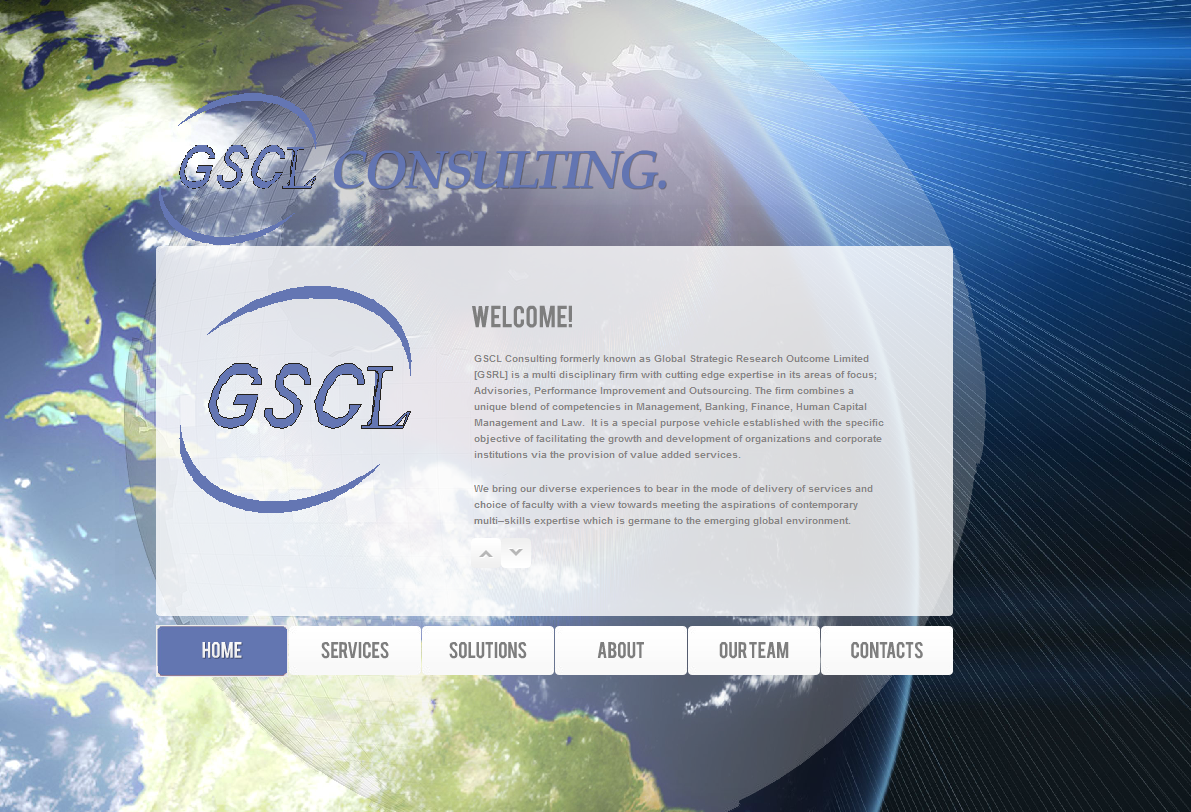 GSCL CONSULTING.
GSCL
WELCOME!
GSCL Consulting formerly known as Global Strategic Research Outcome Limited
[GSRL] is a multi disciplinary firm with cutting edge expertise in its areas of focus;
Advisories, Performance Improvement and Outsourcing. The firm combines a
unique blend of competencies in Management, Banking, Finance, Human Capital
Management and Law.  It is a special purpose vehicle established with the specific
objective of facilitating the growth and development of organizations and corporate
institutions via the provision of value added services.
We bring our diverse experiences to bear in the mode of delivery of services and
choice of faculty with a view towards meeting the aspirations of contemporary
multi–skills expertise which is germane to the emerging global environment.
HOME SERVICES SOLUTIONS ABOUT OUR TEAM CONTACTS